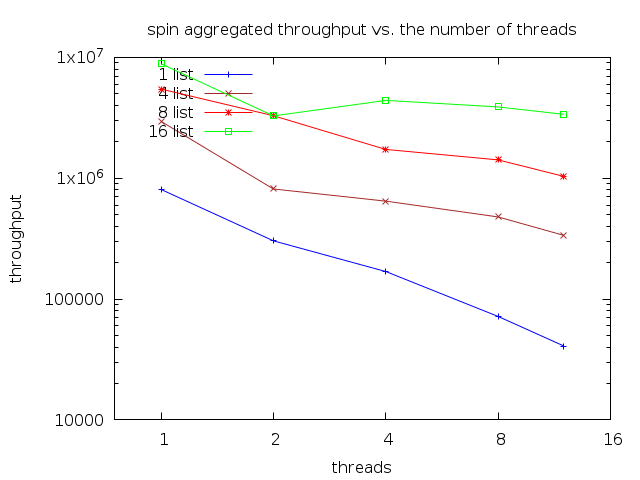 spin aggregated throughput vs. the number of threads
1x10^7
1x10^6
100000
10000
throughput
1 list
4 list
8 list
16 list
1 2 4 8 16
threads